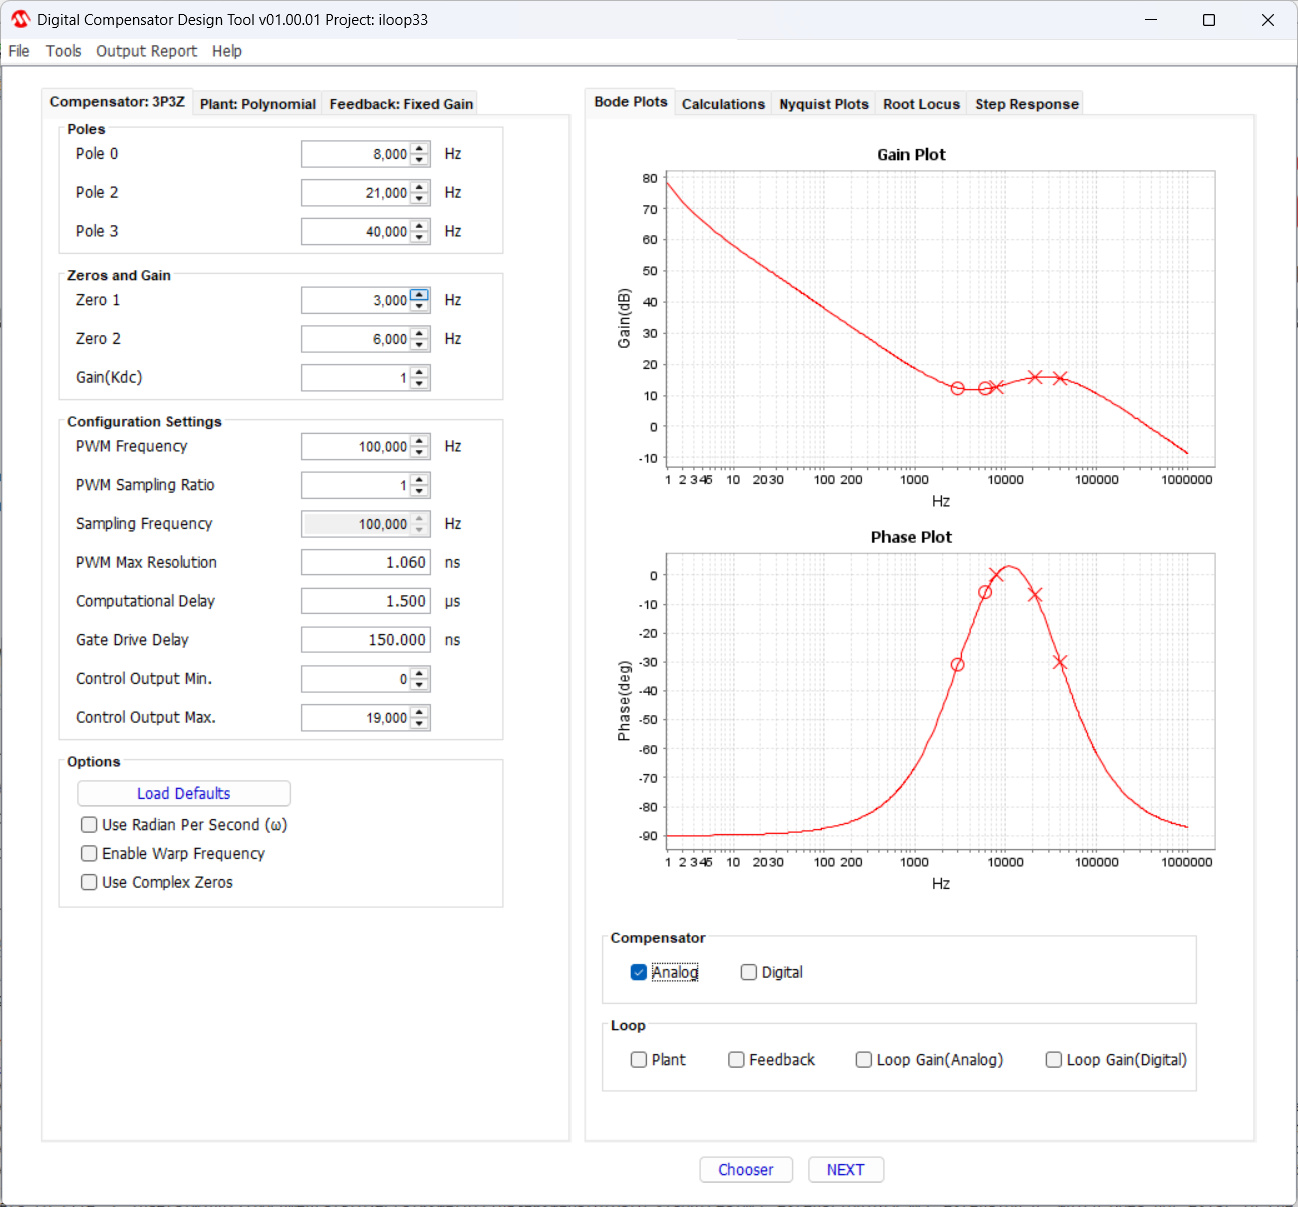 Digital Compensator Design Tool v01.00.01 Project: iloop33
File Tools Output Report Help
Compensator: 3P3Z Plant: Polynomial Feedback: Fixed Gain
Poles
Pole 0 8,000 Hz
Pole 2 21,000 Hz
Pole 3 40,000 Hz
Zeros and Gain
Zero 1 3,000 Hz
Zero 2 6,000 Hz
Gain(Kdc) 1
Configuration Settings
PWM Frequency 100,000 Hz
PWM Sampling Ratio 1
Sampling Frequency 100,000 Hz
PWM Max Resolution 1.060 ns
Computational Delay 1.500 µs
Gate Drive Delay 150.000 ns
Control Output Min. 0
Control Output Max. 19,000
Options
Load Defaults
Use Radian Per Second (ω)
Enable Warp Frequency
Use Complex Zeros
Bode Plots Calculations Nyquist Plots Root Locus Step Response
Gain Plot
Gain(dB)
80
70
60
50
40
30
20
10
0
-10
1 2 3 4 5 10 20 30 100 200 1000 10000 100000 1000000
Hz
Phase Plot
Phase(deg)
0
-10
-20
-30
-40
-50
-60
-70
-80
-90
1 2 3 4 5 10 20 30 100 200 1000 10000 100000 1000000
Hz
Compensator
Analog Digital
Loop
Plant Feedback Loop Gain(Analog) Loop Gain(Digital)
Chooser NEXT